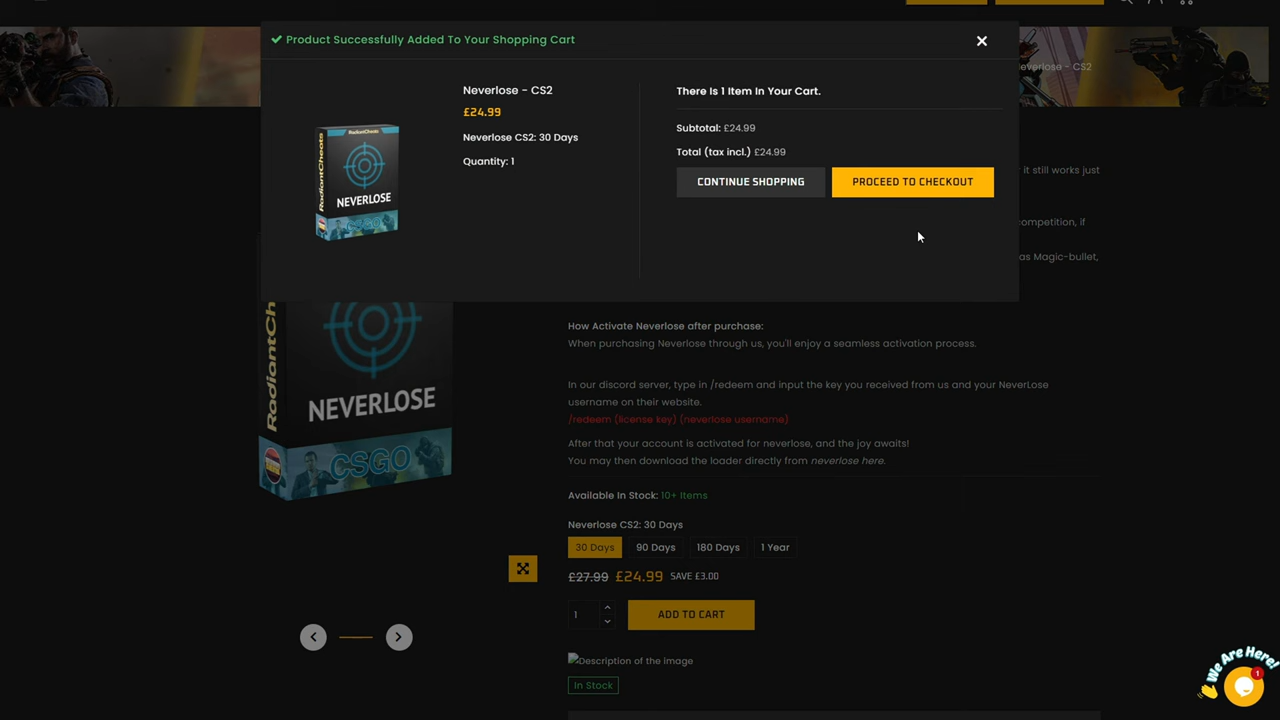 Product Successfully Added To Your Shopping Cart
Neverlose - CS2
£24.99
Neverlose CS2: 30 Days
Quantity: 1
There Is 1 Item In Your Cart.
Subtotal: £24.99
Total (tax incl.) £24.99
CONTINUE SHOPPING
PROCEED TO CHECKOUT
RadiantCheats
RadiantCheats
NEVERLOSE
CSGO
everlose - CS2
it still works just
ompetition, if
as Magic-bullet,
NEVERLOSE
CSGO
How Activate Neverlose after purchase:
When purchasing Neverlose through us, you'll enjoy a seamless activation process.
In our discord server, type in /redeem and input the key you received from us and your NeverLose
username on their website.
/redeem (license key) (neverlose username)
After that your account is activated for neverlose, and the joy awaits!
You may then download the loader directly from neverlose here.
Available In Stock: 10+ Items
Neverlose CS2: 30 Days
30 Days
90 Days
180 Days
1 Year
£27.99 £24.99 SAVE £3.00
1
ADD TO CART
Description of the Image
In Stock
We Are Here!
1